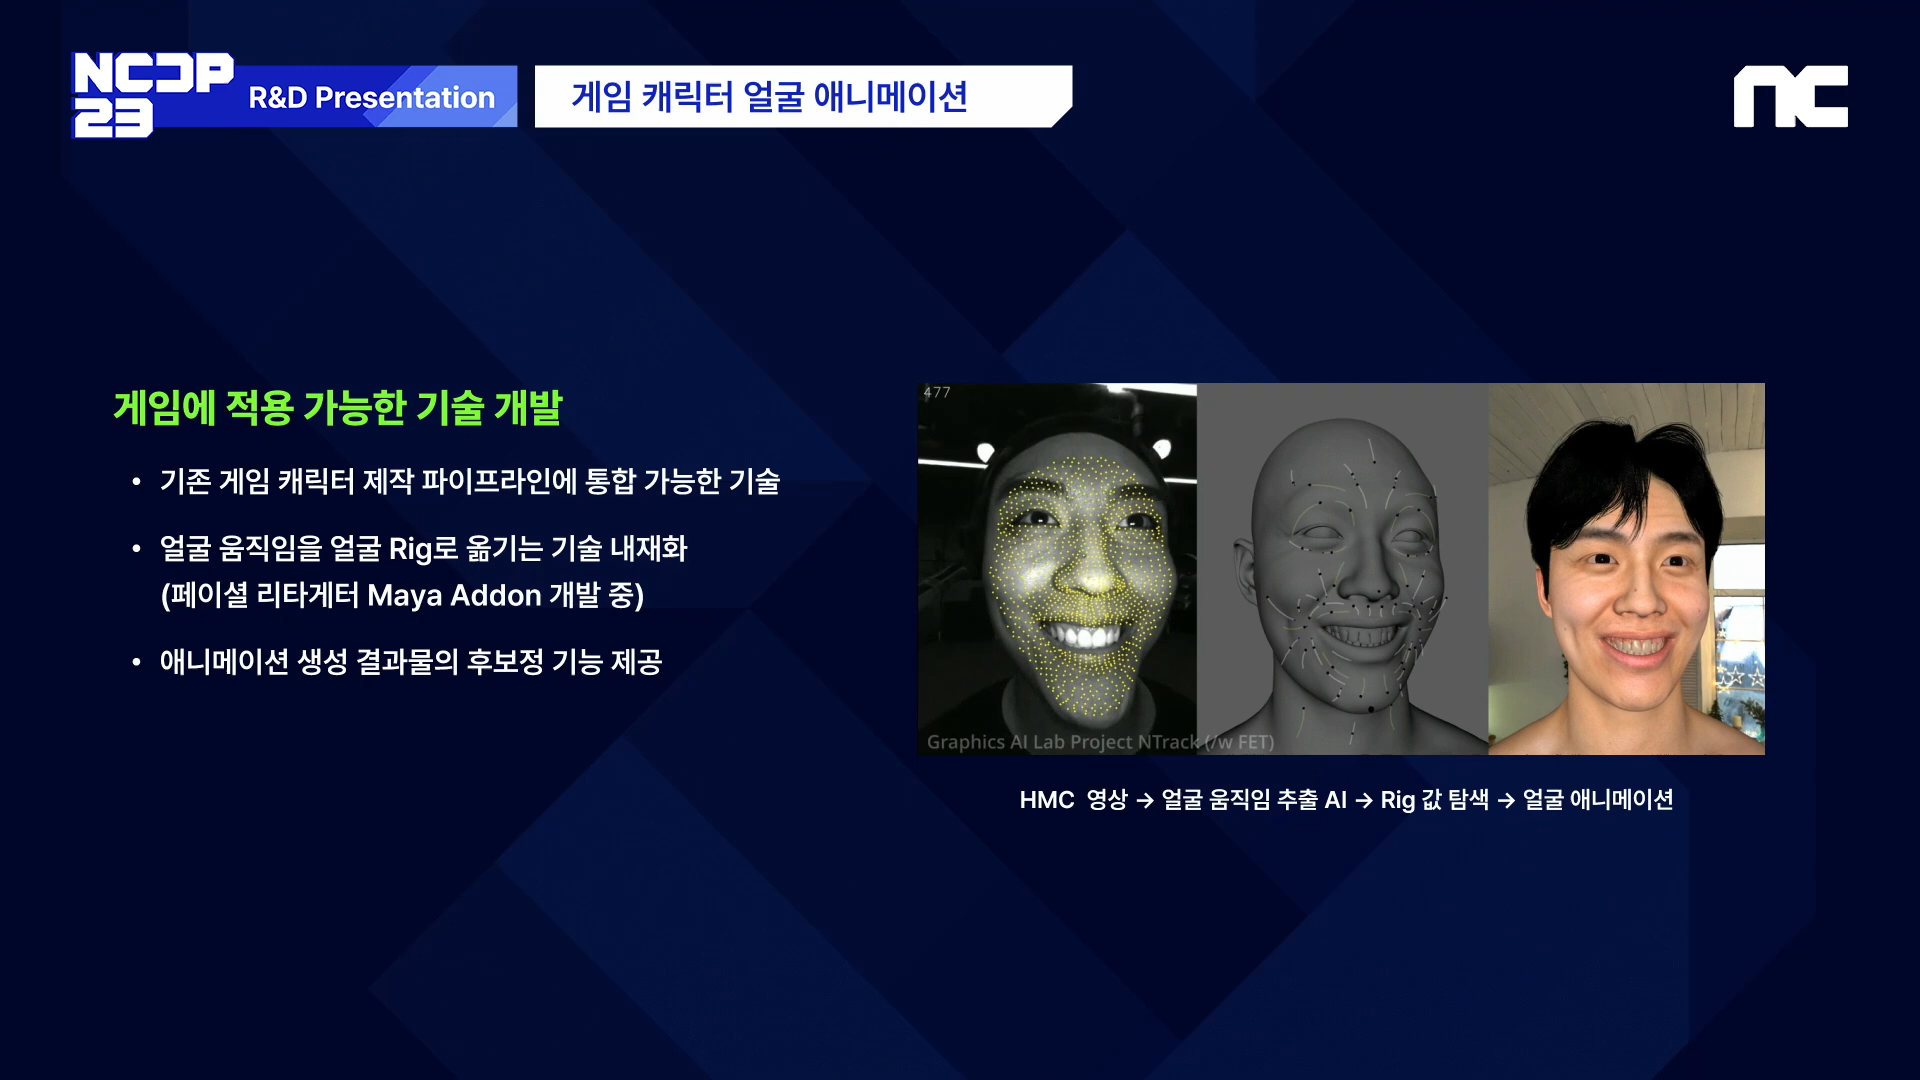 NCDP
23
R&D Presentation
게임 캐릭터 얼굴 애니메이션
nc
게임에 적용 가능한 기술 개발
• 기존 게임 캐릭터 제작 파이프라인에 통합 가능한 기술
• 얼굴 움직임을 얼굴 Rig로 옮기는 기술 내재화
(페이셜 리타게터 Maya Addon 개발 중)
• 애니메이션 생성 결과물의 후보정 기능 제공
477
Graphics AI Lab Project NTrack (/w FET)
HMC 영상 → 얼굴 움직임 추출 AI → Rig 값 탐색 → 얼굴 애니메이션